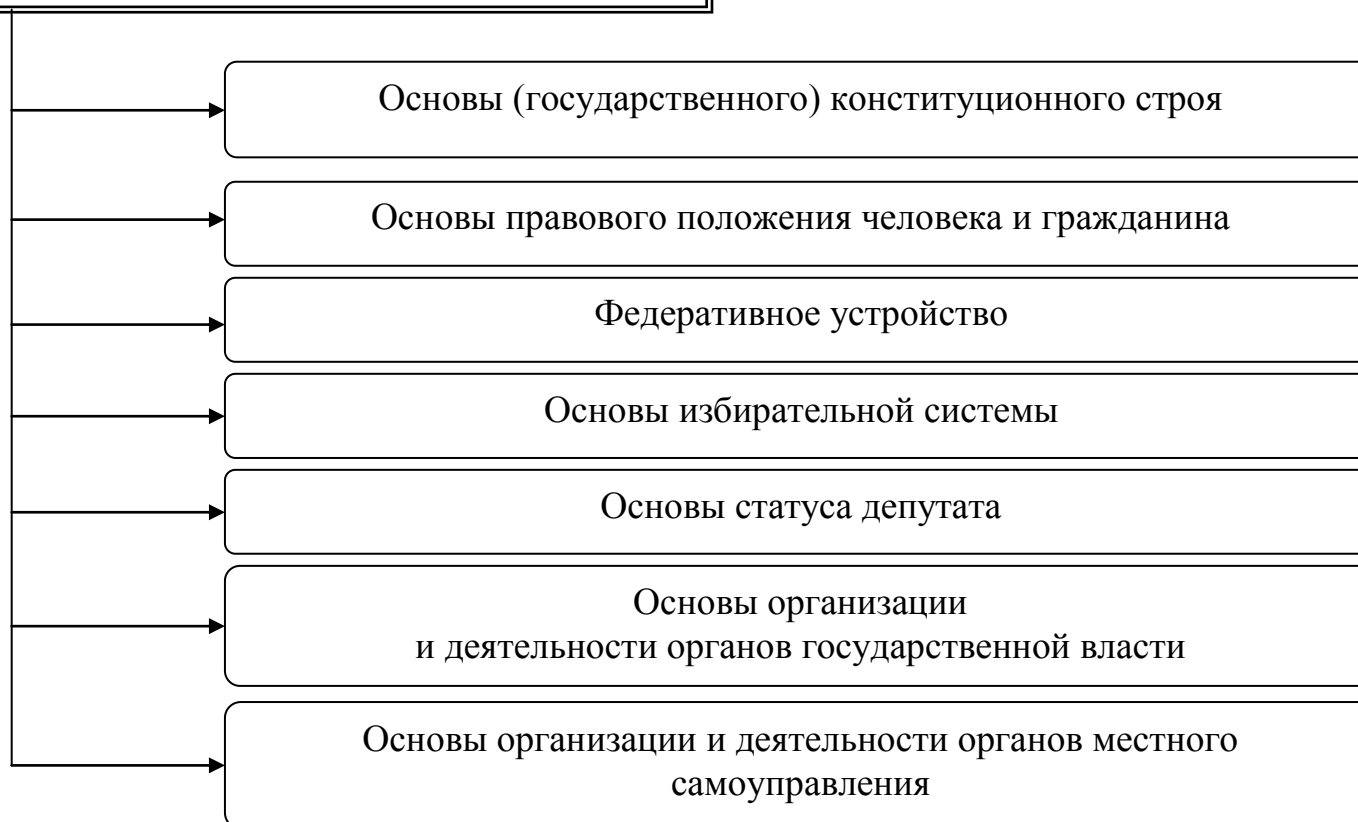 Основы (государственного) конституционного строя
Основы правового положения человека и гражданина
Федеративное устройство
Основы избирательной системы
Основы статуса депутата
Основы организации
и деятельности органов государственной власти
Основы организации и деятельности органов местного
самоуправления